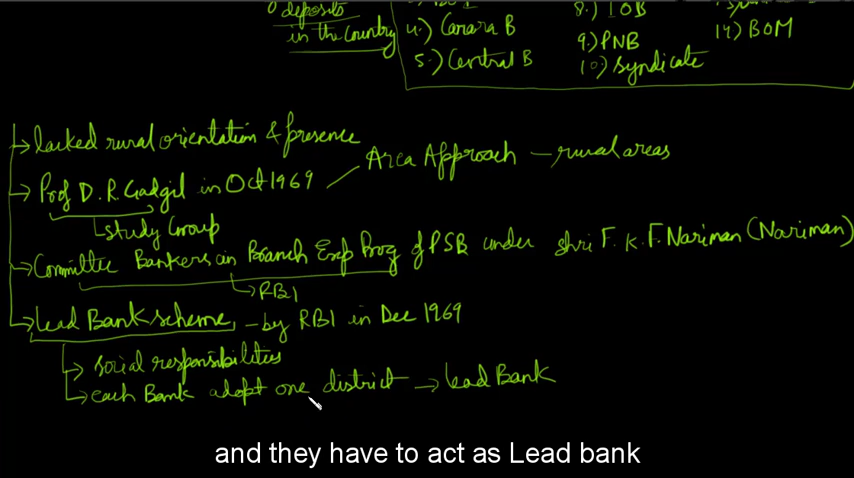 deposits
in the Country
4.) Canara B
5.) Central B
8.) IOB
9.) PNB
10.) Syndicate
14) BOM
lacked rural orientation & presence
Prof D. R. Gadgil in Oct 1969
Area Approach — rural areas
Study Group
Committee Bankers on Branch Exp Prog of PSB under Shri F. K. F. Nariman (Nariman)
RBI
Lead Bank scheme, - by RBI in Dec 1969
social responsibilities
each Bank adopt one district → lead Bank
and they have to act as Lead bank